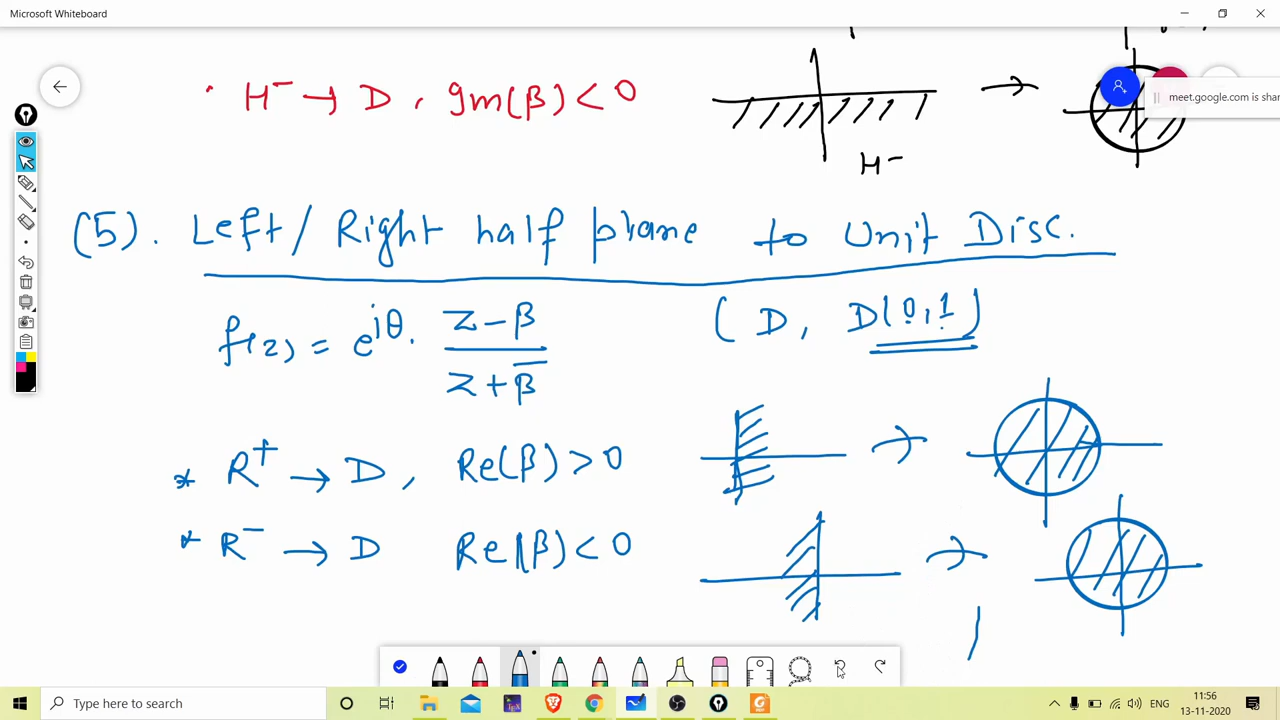 Microsoft Whiteboard
· H⁻ → D, Im(β) < 0
meet.google.com is shar
H⁻
(5). Left/Right half plane to Unit Disc.
f(z) = e^{iθ}. (z-β)/(z+β̄)
(D, D(0,1)
* R⁺ → D, Re(β) > 0
* R⁻ → D Re(β) < 0
Type here to search
11:56
13-11-2020